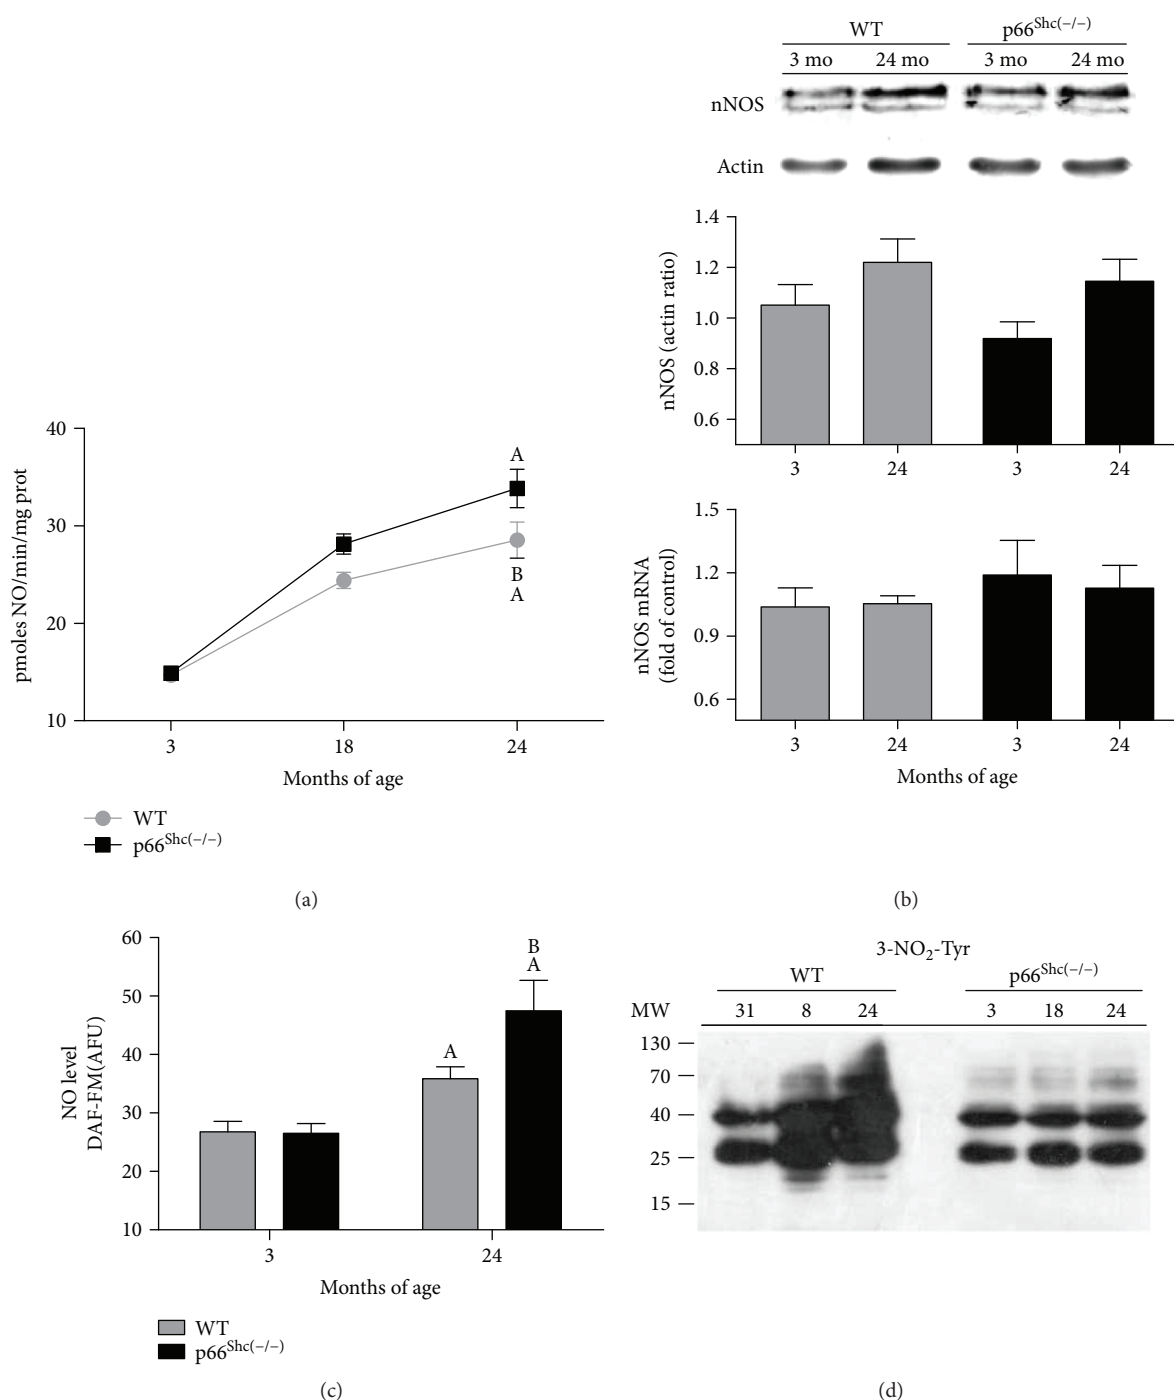 WT p66Shc(−/−)
3 mo 24 mo 3 mo 24 mo
nNOS
Actin
1.4
1.2
1.0
0.8
0.6
nNOS (actin ratio)
3 24 3 24
1.5
1.2
0.9
0.6
nNOS mRNA
(fold of control)
3 24 3 24
Months of age
(b)
40
30
20
10
pmoles NO/min/mg prot
A
B
A
3 18 24
Months of age
WT
p66Shc(−/−)
(a)
60
50
40
30
20
10
NO level
DAF-FM(AFU)
A
B
A
3 24
Months of age
WT
p66Shc(−/−)
(c)
3-NO2-Tyr
WT p66Shc(−/−)
MW 31 8 24 3 18 24
130
70
40
25
15
(d)